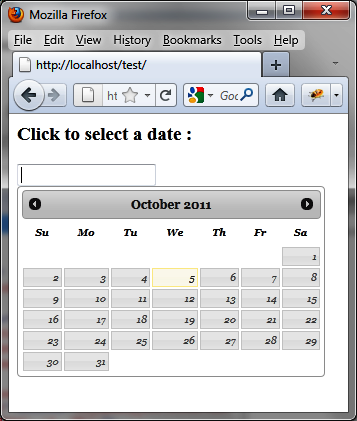 Mozilla Firefox
File Edit View History Bookmarks Tools Help
http://localhost/test/
ht Goo
Click to select a date :
October 2011
Su Mo Tu We Th Fr Sa
1
2 3 4 5 6 7 8
9 10 11 12 13 14 15
16 17 18 19 20 21 22
23 24 25 26 27 28 29
30 31